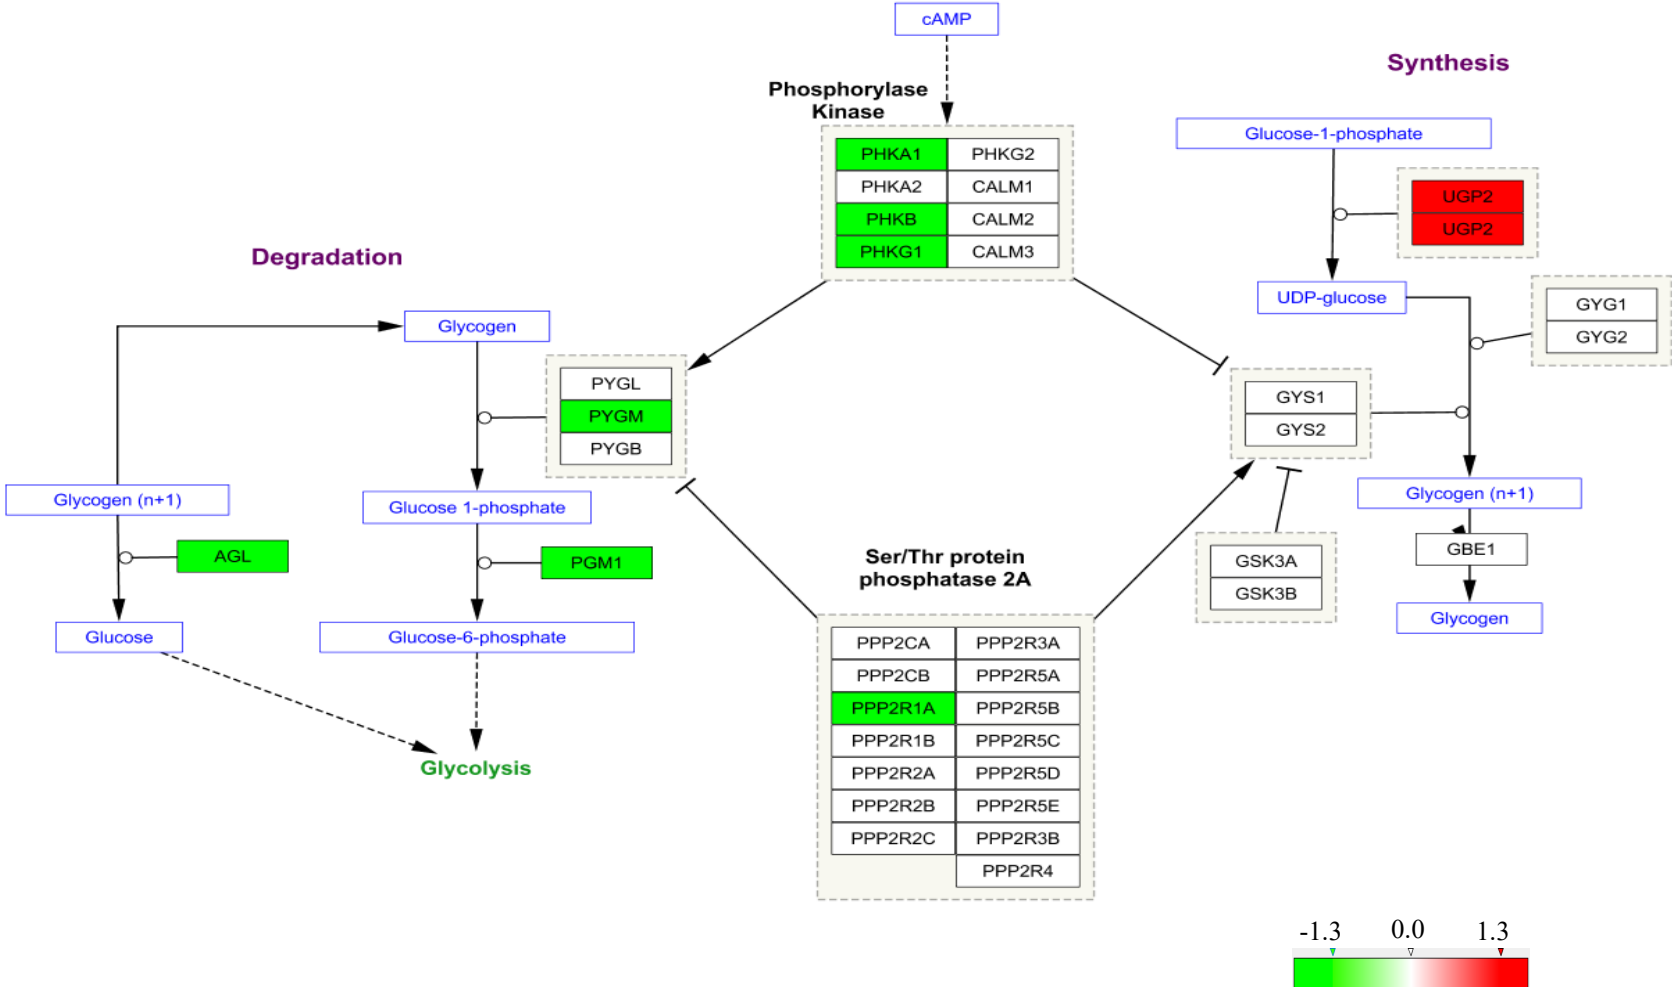 cAMP
Synthesis
Phosphorylase
Kinase
Glucose-1-phosphate
PHKA1 PHKG2
PHKA2 CALM1
PHKB CALM2
PHKG1 CALM3
UGP2
UGP2
Degradation
UDP-glucose
GYG1
GYG2
Glycogen
PYGL
PYGM
PYGB
GYS1
GYS2
Glycogen (n+1)
Glucose 1-phosphate
Glycogen (n+1)
AGL
PGM1
Ser/Thr protein
phosphatase 2A
GSK3A
GSK3B
GBE1
Glucose
Glucose-6-phosphate
Glycogen
PPP2CA PPP2R3A
PPP2CB PPP2R5A
PPP2R1A PPP2R5B
PPP2R1B PPP2R5C
PPP2R2A PPP2R5D
PPP2R2B PPP2R5E
PPP2R2C PPP2R3B
PPP2R4
Glycolysis
-1.3 0.0 1.3